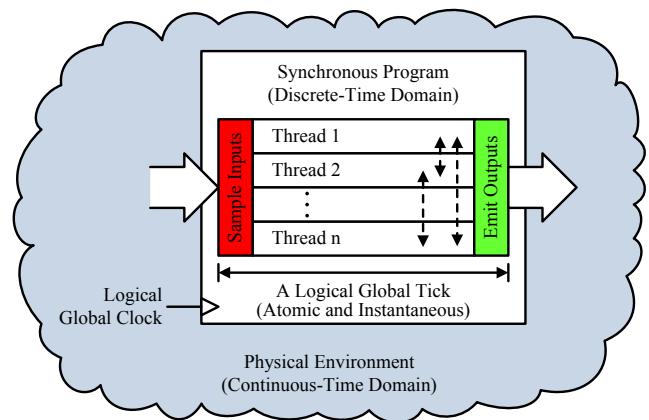 Synchronous Program
(Discrete-Time Domain)
Sample Inputs
Thread 1
Thread 2
⋮
Thread n
Emit Outputs
A Logical Global Tick
(Atomic and Instantaneous)
Logical
Global Clock
Physical Environment
(Continuous-Time Domain)